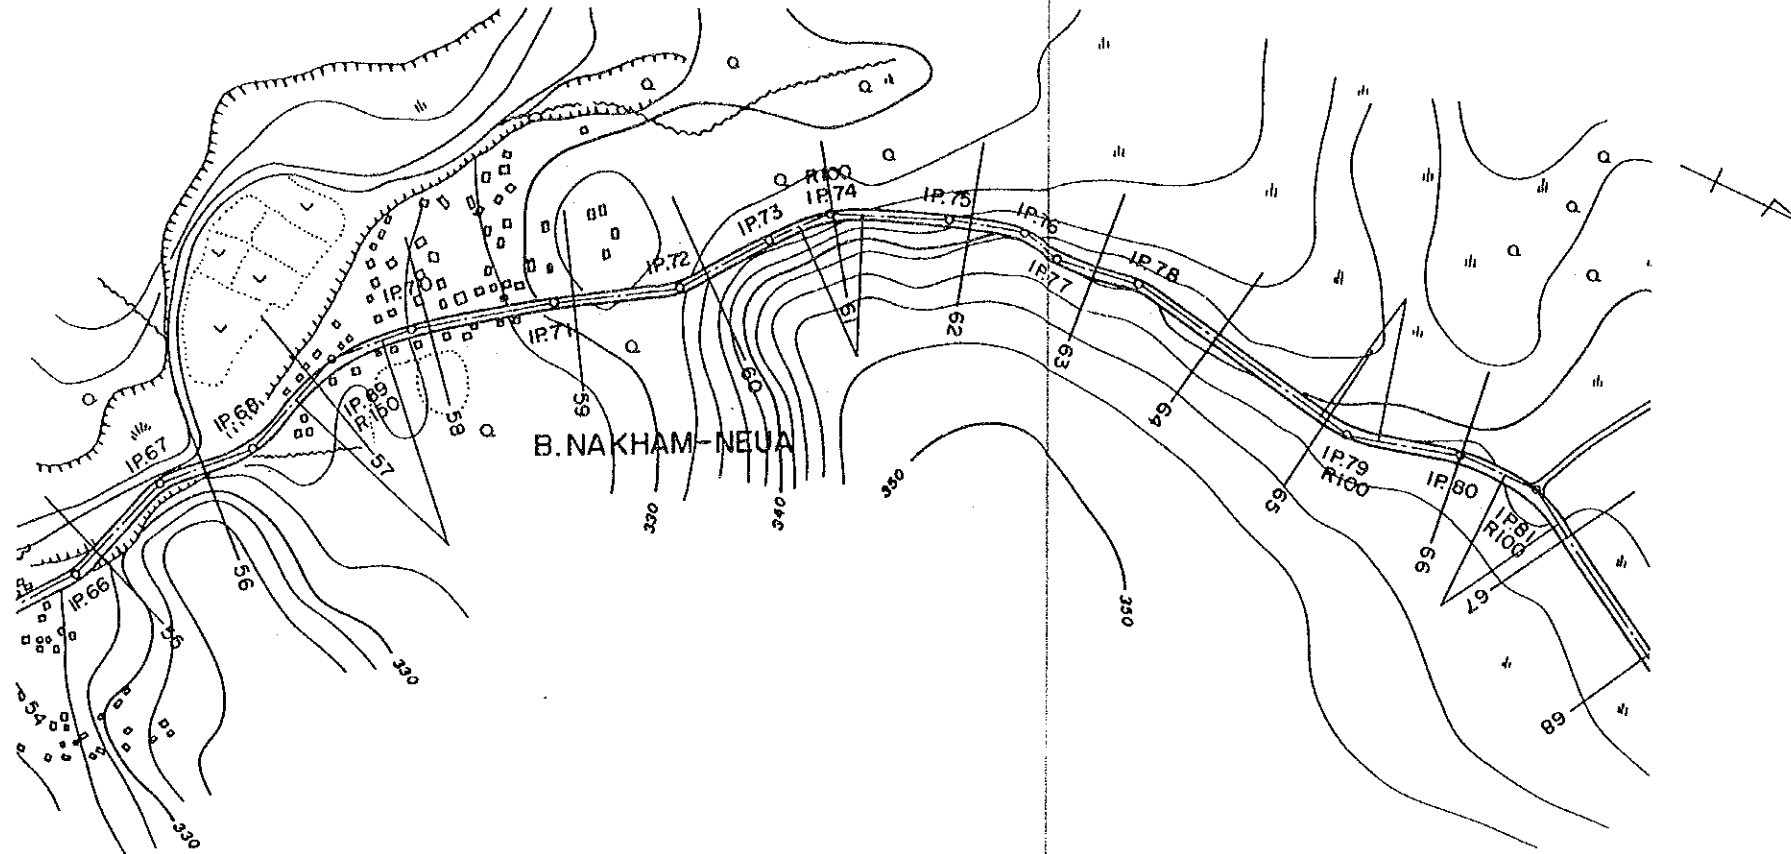 R100
IP.74
IP.75
IP.73
IP.76
IP.72
IP.77
IP.78
IP.70
IP.71
61
62
63
60
64
IP.69
R.150
58
59
IP.68
57
B.NAKHAM-NEUA
IP.67
350
330
340
IP.79
R100
IP.80
65
IP.81
R100
66
67
56
IP.66
350
55
330
54
68
330